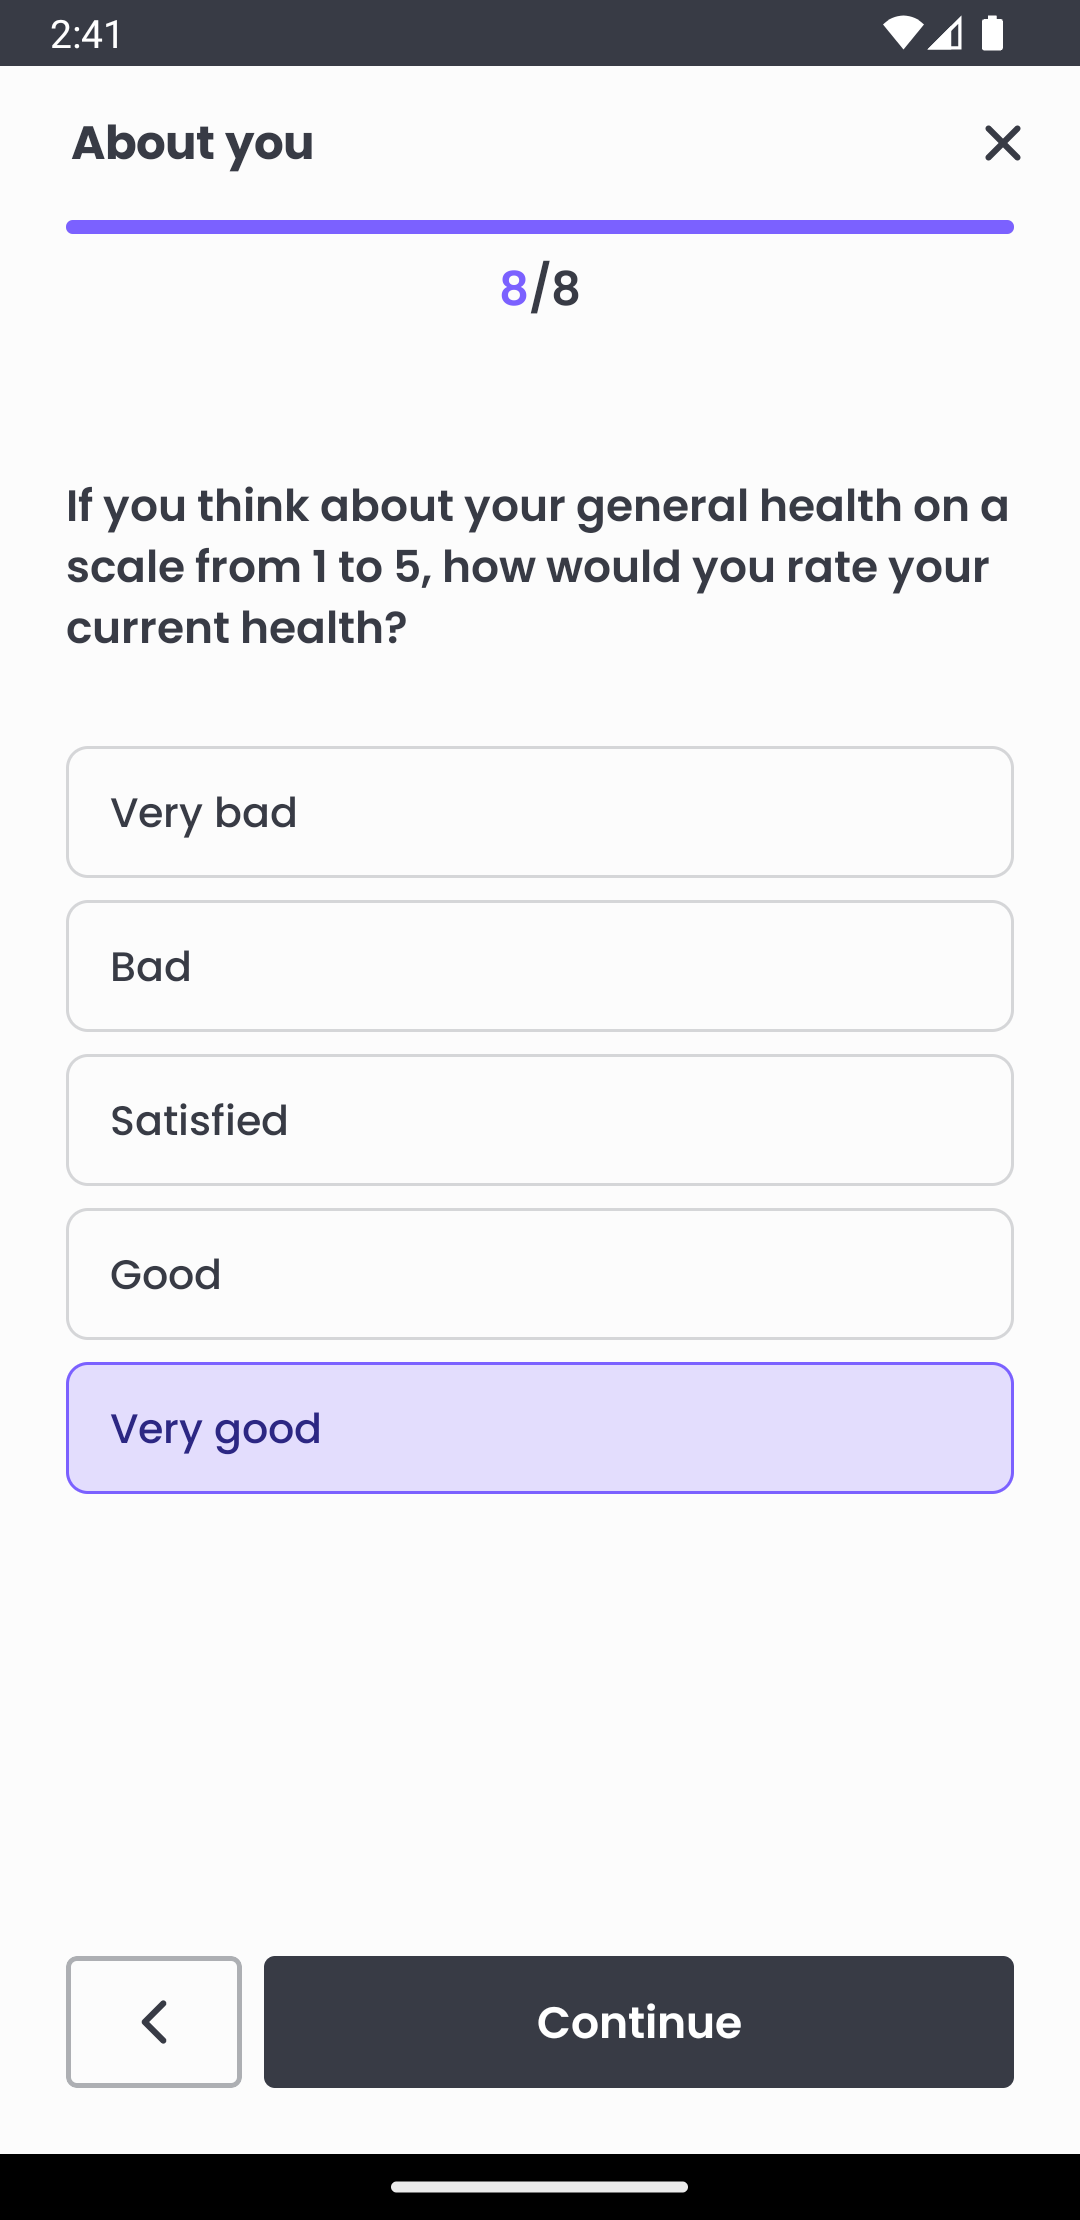 2:41
About you
8/8
If you think about your general health on a
scale from 1 to 5, how would you rate your
current health?
Very bad
Bad
Satisfied
Good
Very good
Continue